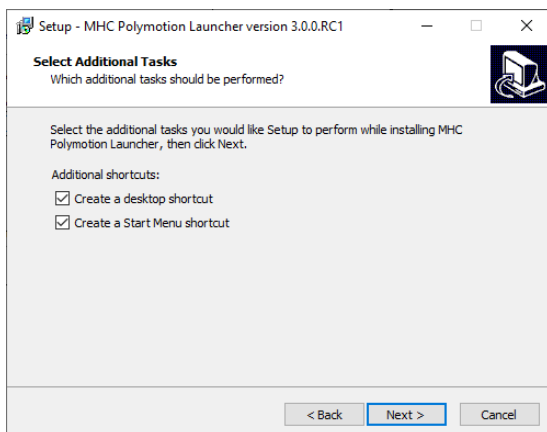 Setup - MHC Polymotion Launcher version 3.0.0.RC1
Select Additional Tasks
Which additional tasks should be performed?
Select the additional tasks you would like Setup to perform while installing MHC
Polymotion Launcher, then click Next.
Additional shortcuts:
Create a desktop shortcut
Create a Start Menu shortcut
< Back Next > Cancel